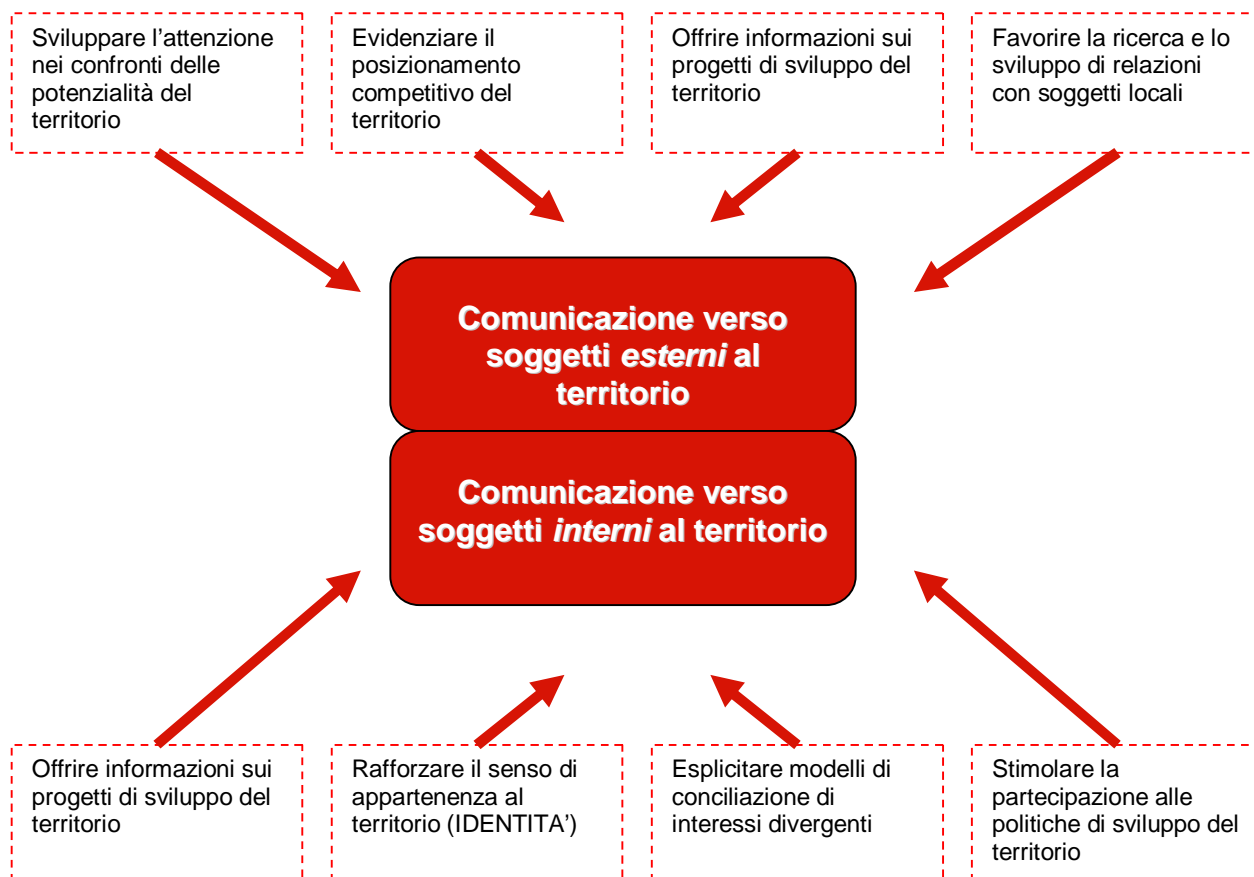 Sviluppare l'attenzione
nei confronti delle
potenzialità del
territorio
Evidenziare il
posizionamento
competitivo del
territorio
Offrire informazioni sui
progetti di sviluppo del
territorio
Favorire la ricerca e lo
sviluppo di relazioni
con soggetti locali
Comunicazione verso
soggetti esterni al
territorio
Comunicazione verso
soggetti interni al territorio
Offrire informazioni sui
progetti di sviluppo del
territorio
Rafforzare il senso di
appartenenza al
territorio (IDENTITA')
Esplicitare modelli di
conciliazione di
interessi divergenti
Stimolare la
partecipazione alle
politiche di sviluppo del
territorio